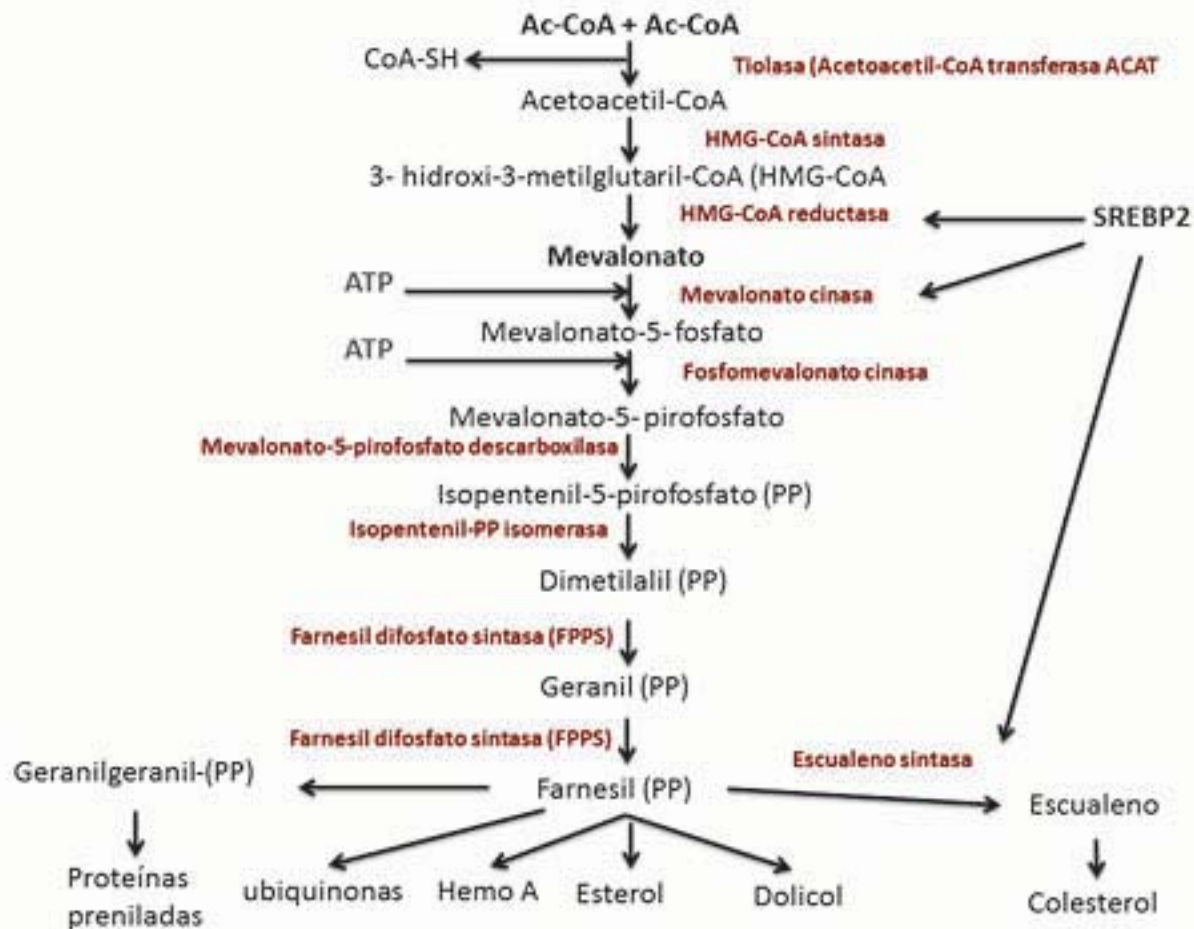 Ac-CoA + Ac-CoA
CoA-SH
Tiolasa (Acetoacetil-CoA transferasa ACAT
Acetoacetil-CoA
HMG-CoA sintasa
3- hidroxi-3-metilglutaril-CoA (HMG-CoA
HMG-CoA reductasa
SREBP2
Mevalonato
ATP
Mevalonato cinasa
Mevalonato-5-fosfato
ATP
Fosfomevalonato cinasa
Mevalonato-5-pirofosfato
Mevalonato-5-pirofosfato descarboxilasa
Isopentenil-5-pirofosfato (PP)
Isopentenil-PP isomerasa
Dimetilalil (PP)
Farnesil difosfato sintasa (FPPS)
Geranil (PP)
Farnesil difosfato sintasa (FPPS)
Escualeno sintasa
Geranilgeranil-(PP)
Farnesil (PP)
Escualeno
Proteínas
preniladas
ubiquinonas
Hemo A
Esterol
Dolicol
Colesterol